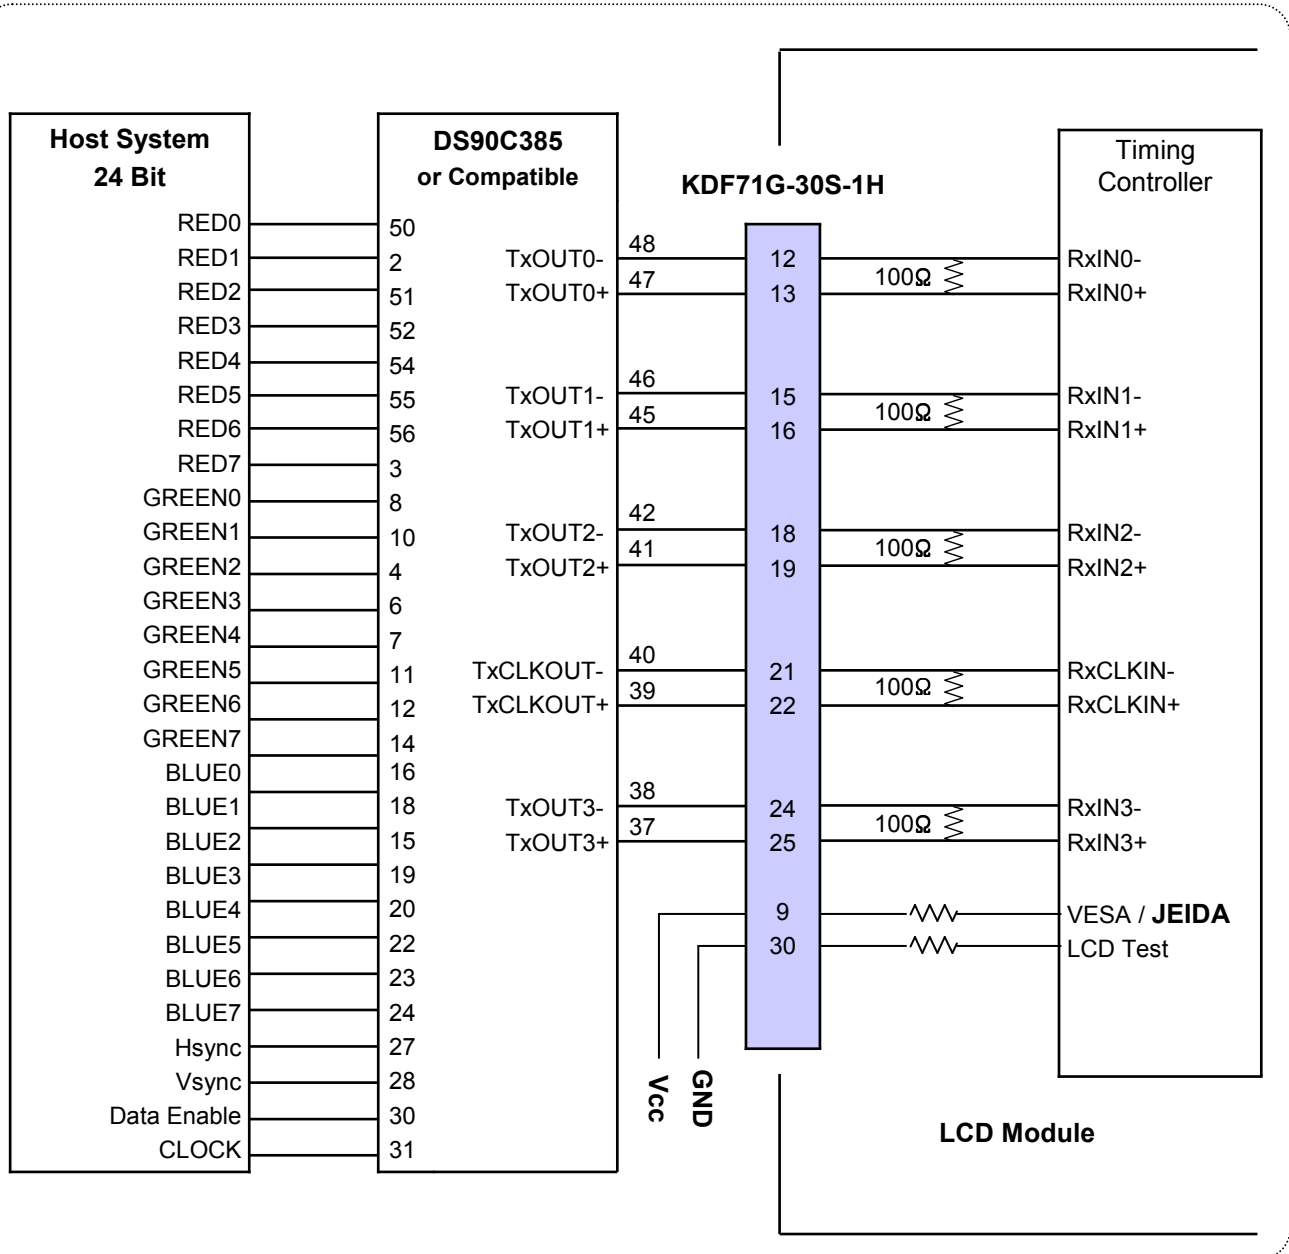 Host System
24 Bit
RED0
RED1
RED2
RED3
RED4
RED5
RED6
RED7
GREEN0
GREEN1
GREEN2
GREEN3
GREEN4
GREEN5
GREEN6
GREEN7
BLUE0
BLUE1
BLUE2
BLUE3
BLUE4
BLUE5
BLUE6
BLUE7
Hsync
Vsync
Data Enable
CLOCK
DS90C385
or Compatible
50
2
51
52
54
55
56
3
8
10
4
6
7
11
12
14
16
18
15
19
20
22
23
24
27
28
30
31
TxOUT0-
TxOUT0+
TxOUT1-
TxOUT1+
TxOUT2-
TxOUT2+
TxCLKOUT-
TxCLKOUT+
TxOUT3-
TxOUT3+
48
47
46
45
42
41
40
39
38
37
Vcc
GND
KDF71G-30S-1H
12
13
15
16
18
19
21
22
24
25
9
30
100Ω
100Ω
100Ω
100Ω
100Ω
Timing
Controller
RxIN0-
RxIN0+
RxIN1-
RxIN1+
RxIN2-
RxIN2+
RxCLKIN-
RxCLKIN+
RxIN3-
RxIN3+
VESA / JEIDA
LCD Test
LCD Module